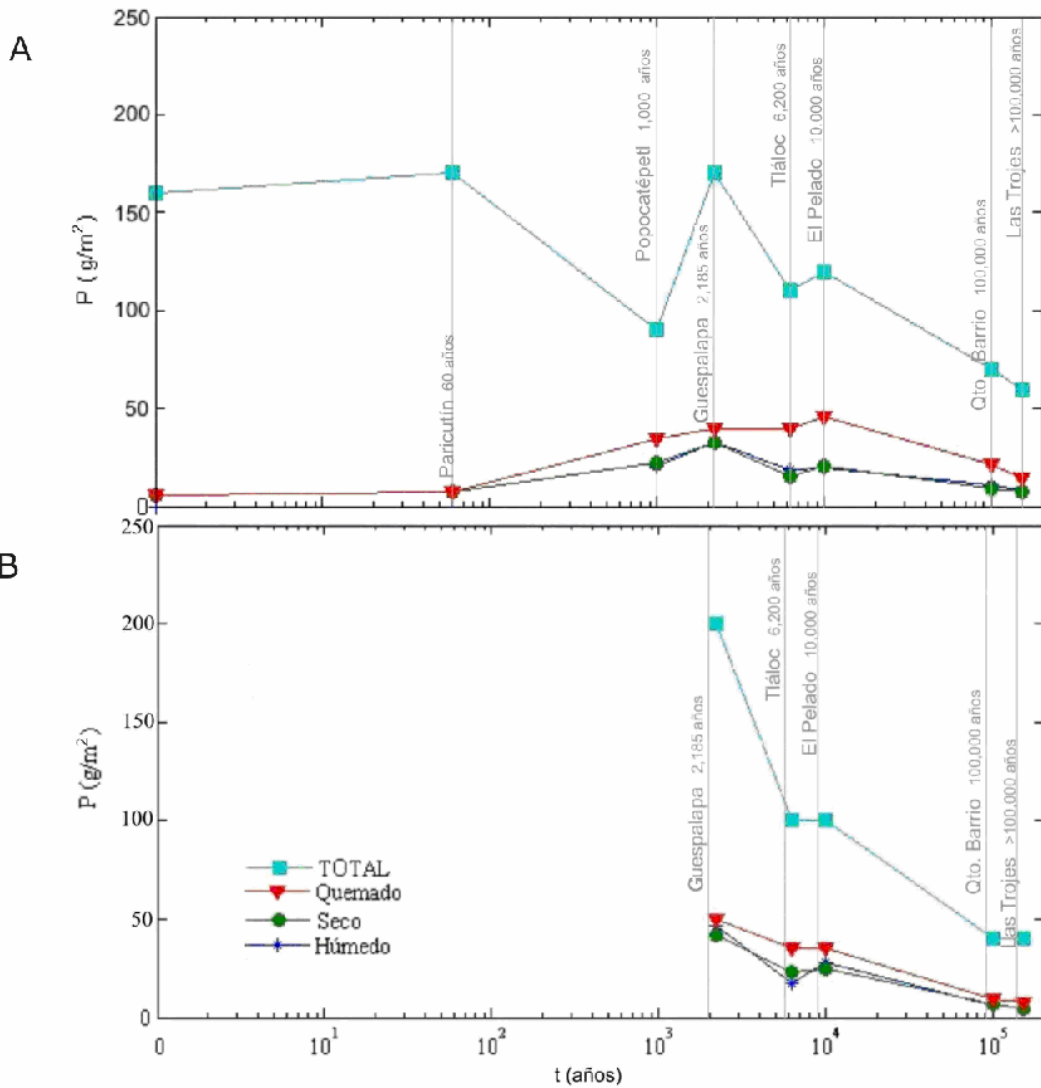 A
250
200
150
100
50
0
P (g/m²)
Paricutín 60 años
Popocatépetl 1,000 años
Guespalapa 2,185 años
Tláloc 6,200 años
El Pelado 10,000 años
Qto. Barrio 100,000 años
Las Trojes >100,000 años
B
250
200
150
100
50
0
P (g/m²)
Guespalapa 2,185 años
Tláloc 6,200 años
El Pelado 10,000 años
Qto. Barrio 100,000 años
Las Trojes >100,000 años
TOTAL
Quemado
Seco
Húmedo
0 10¹ 10² 10³ 10⁴ 10⁵
t (años)